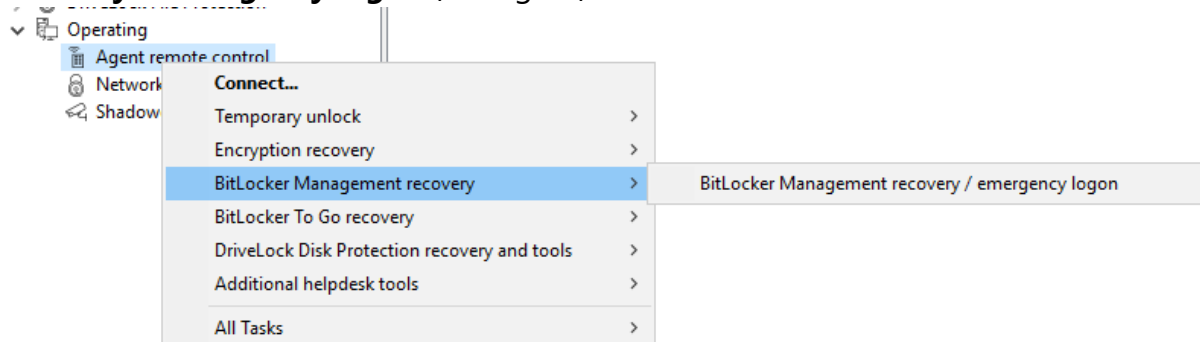 Operating
Agent remote control
Network
Connect...
Shadow
Temporary unlock
Encryption recovery
BitLocker Management recovery
BitLocker Management recovery / emergency logon
BitLocker To Go recovery
DriveLock Disk Protection recovery and tools
Additional helpdesk tools
All Tasks